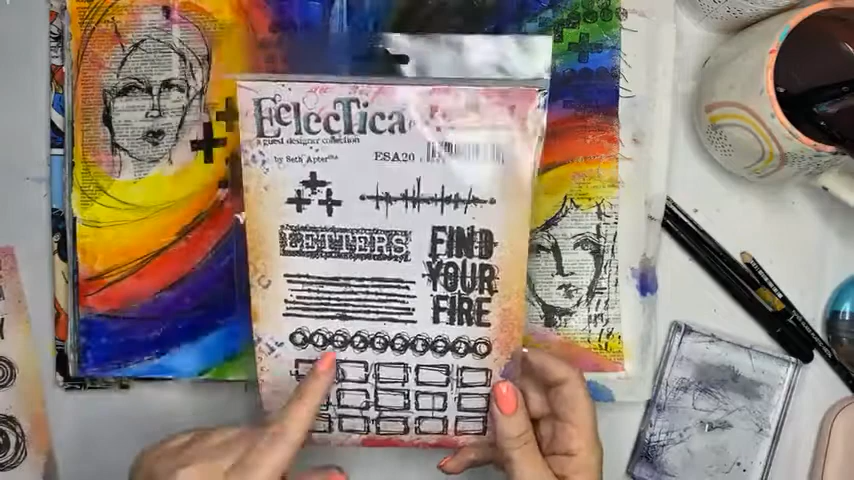 EclecTica
guest designer collection
by Seth Apter
ESA20
LETTERS
FIND
YOUR
FIRE